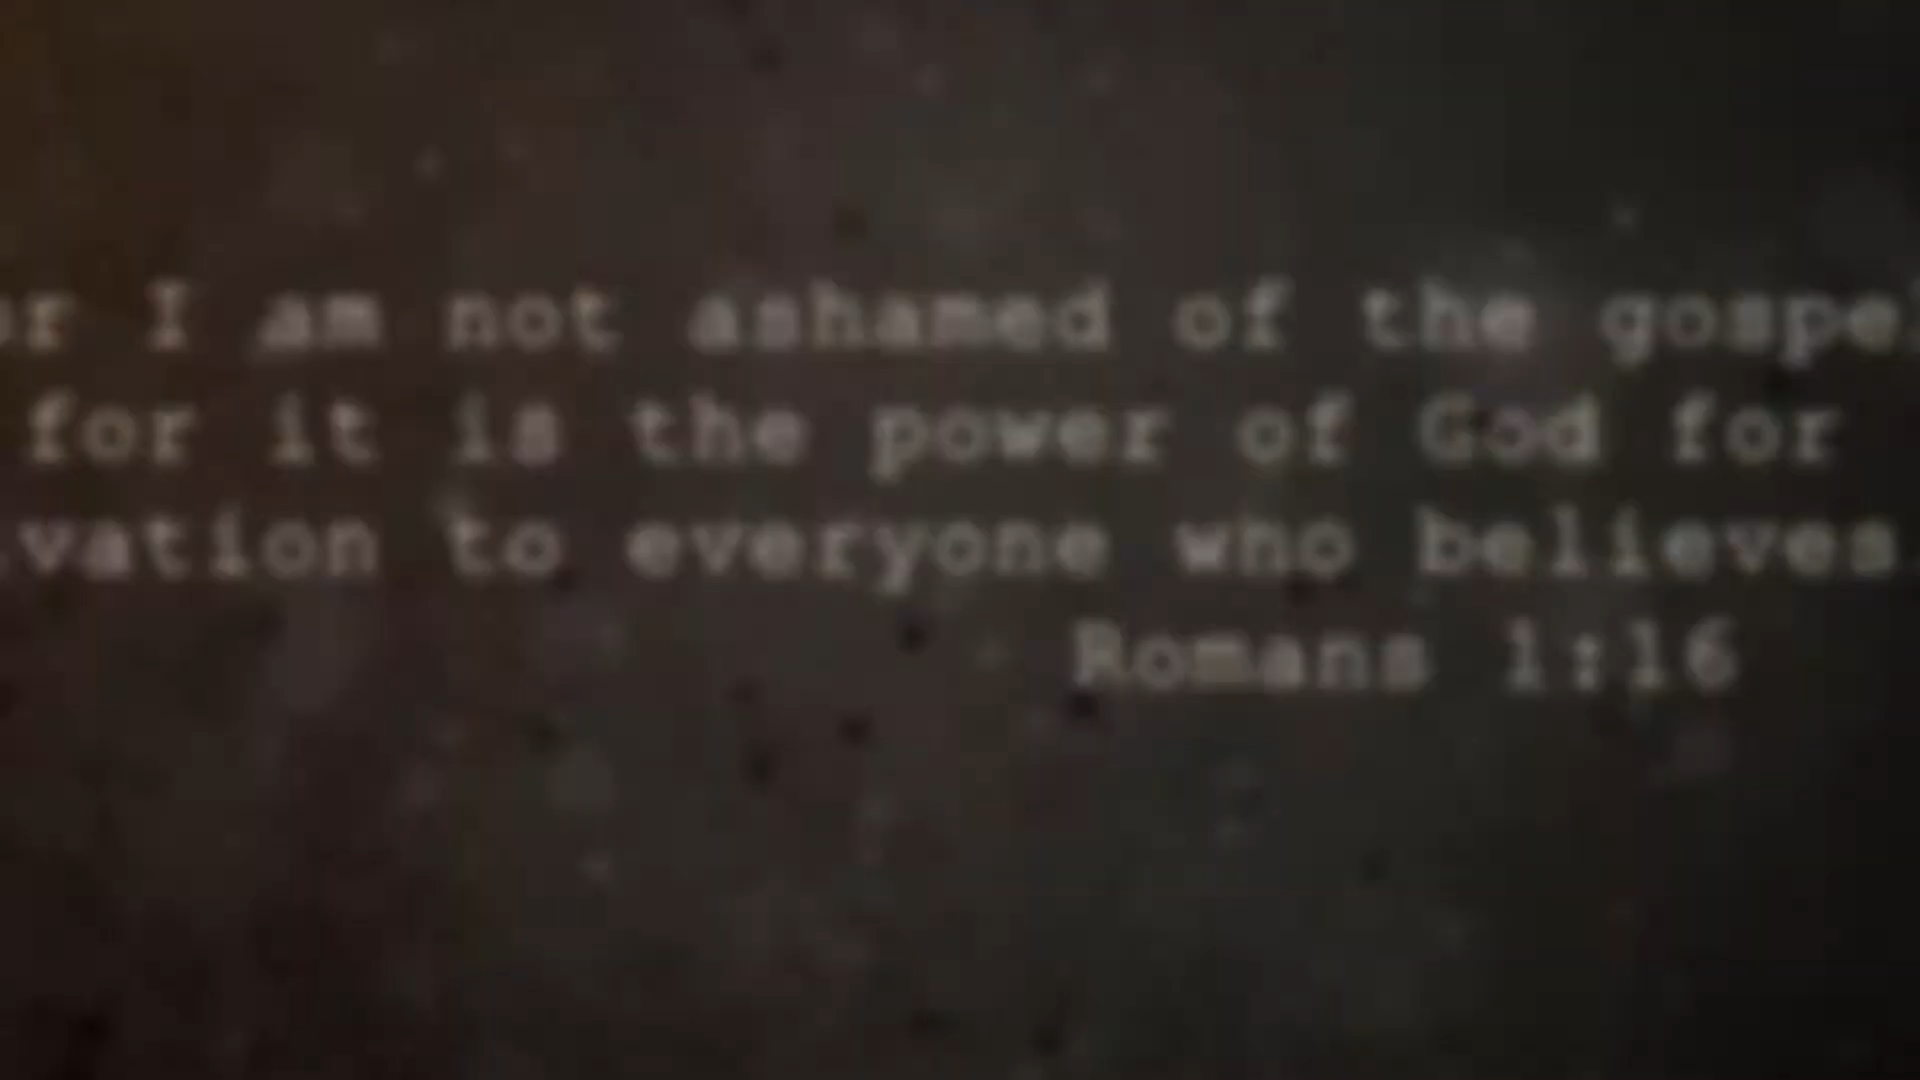 or I am not ashamed of the gospel
for it is the power of God for
vation to everyone who believes.
Romans 1:16